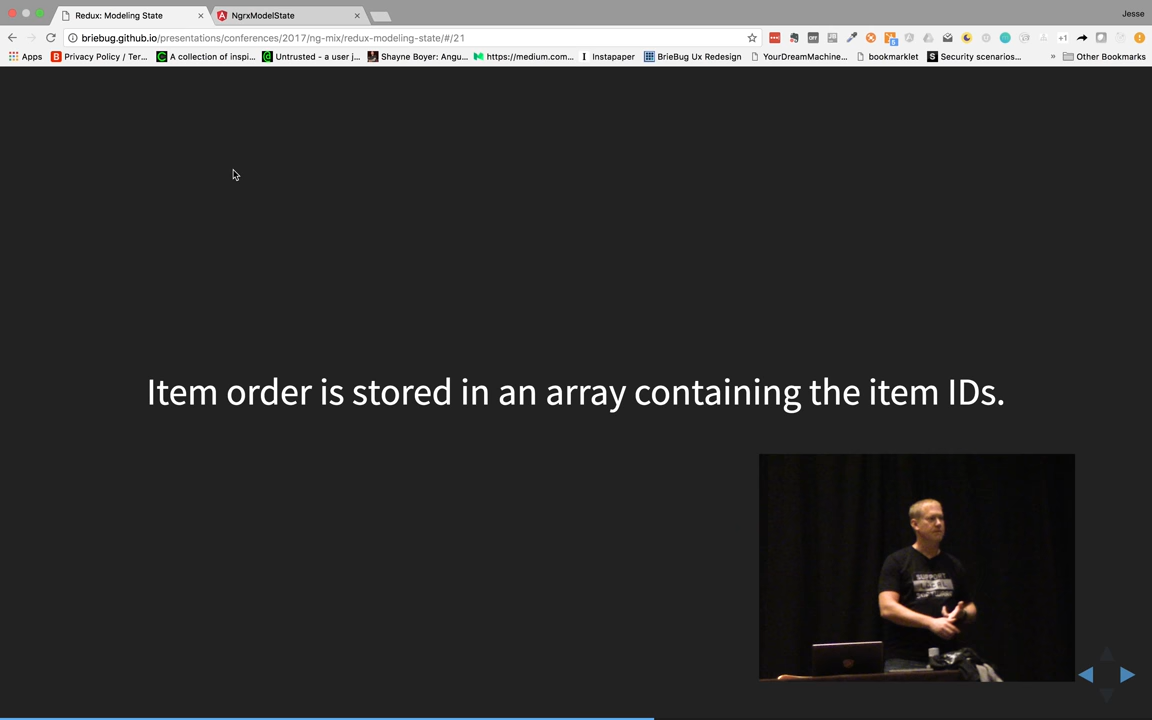 Redux: Modeling State
NgrxModelState
Jesse
briebug.github.io/presentations/conferences/2017/ng-mix/redux-modeling-state/#/21
Apps
Privacy Policy / Ter...
A collection of inspi...
Untrusted - a user j...
Shayne Boyer: Angu...
https://medium.com...
Instapaper
BrieBug Ux Redesign
YourDreamMachine...
bookmarklet
Security scenarios...
»
Other Bookmarks
Item order is stored in an array containing the item IDs.
SUPPORT